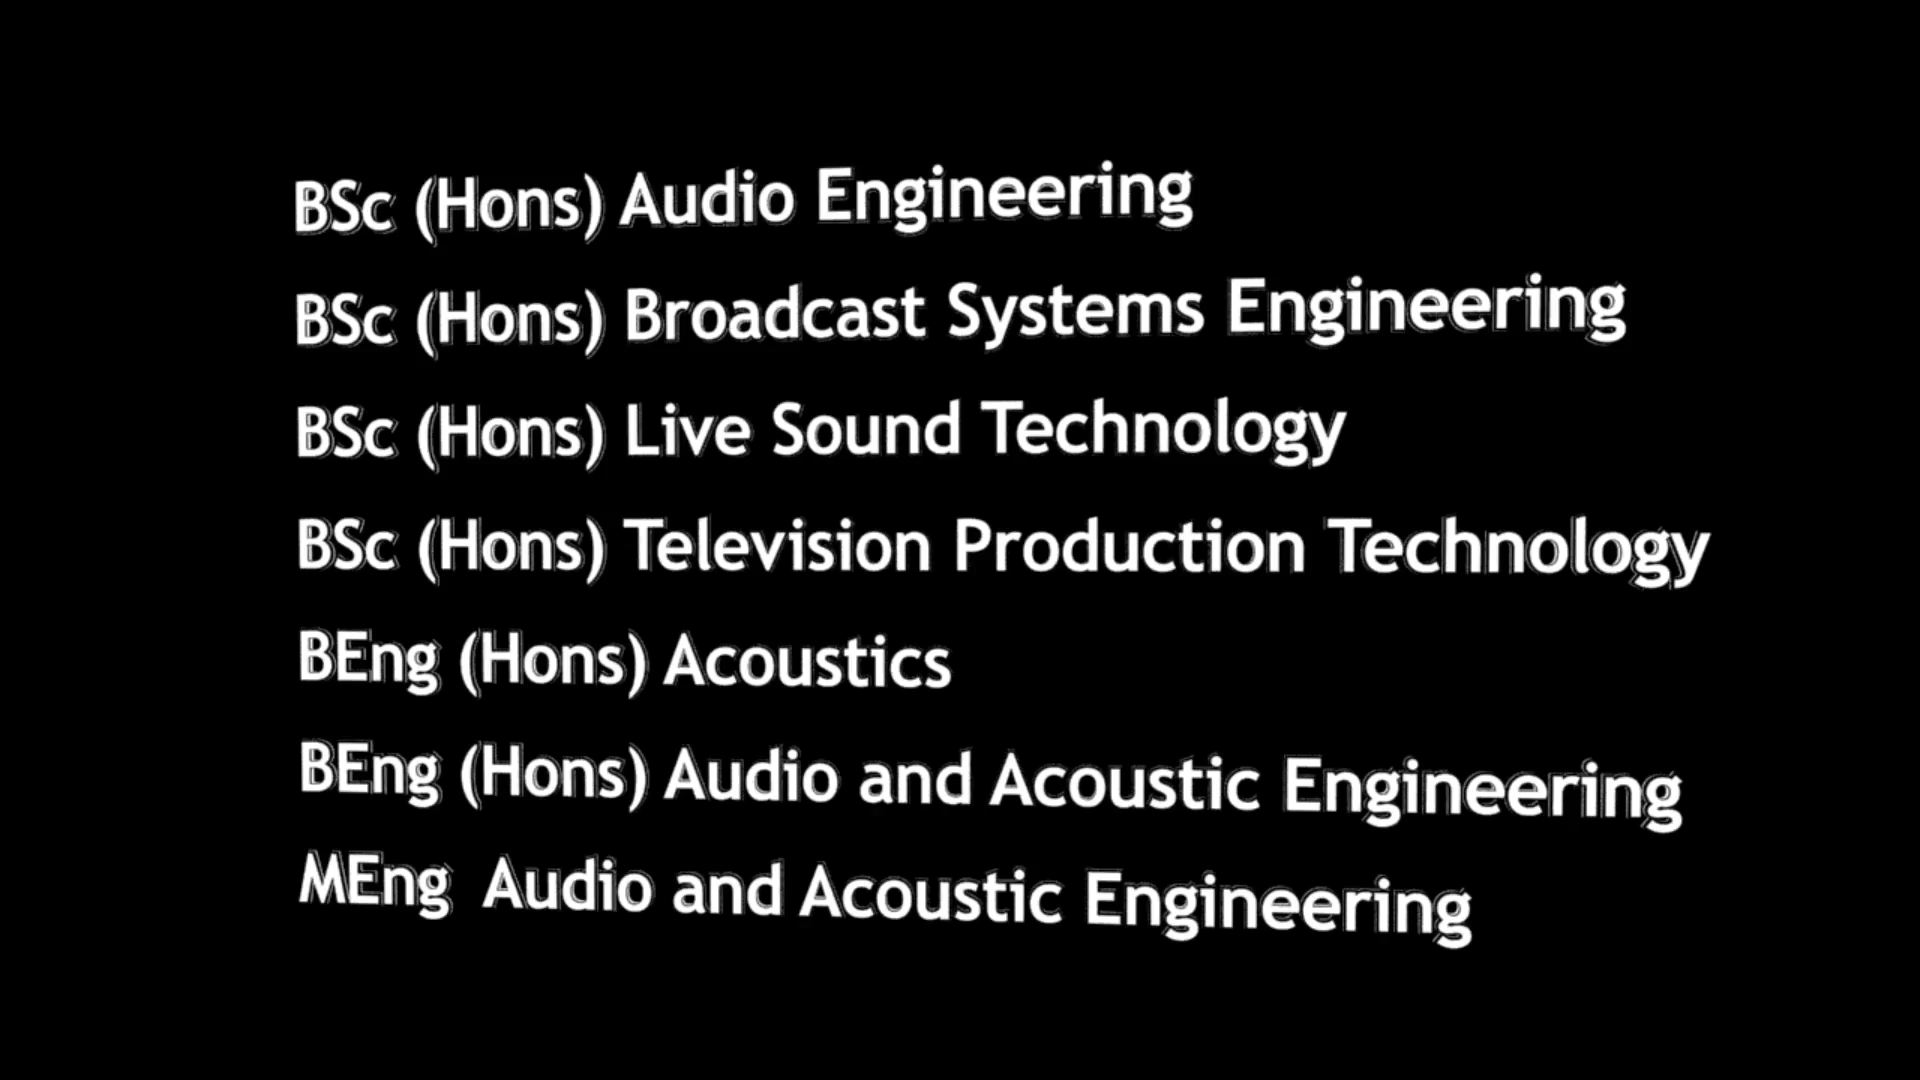 BSc (Hons) Audio Engineering
BSc (Hons) Broadcast Systems Engineering
BSc (Hons) Live Sound Technology
BSc (Hons) Television Production Technology
BEng (Hons) Acoustics
BEng (Hons) Audio and Acoustic Engineering
MEng Audio and Acoustic Engineering